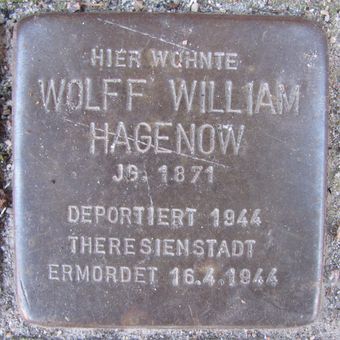 HIER WOHNTE
WOLFF WILLIAM
HAGENOW
JG. 1871
DEPORTIERT 1944
THERESIENSTADT
ERMORDET 16.4.1944